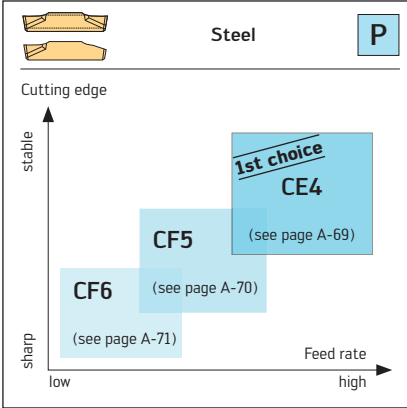 Steel
P
Cutting edge
stable
1st choice
CE4
(see page A-69)
CF5
(see page A-70)
CF6
(see page A-71)
sharp
Feed rate
low
high